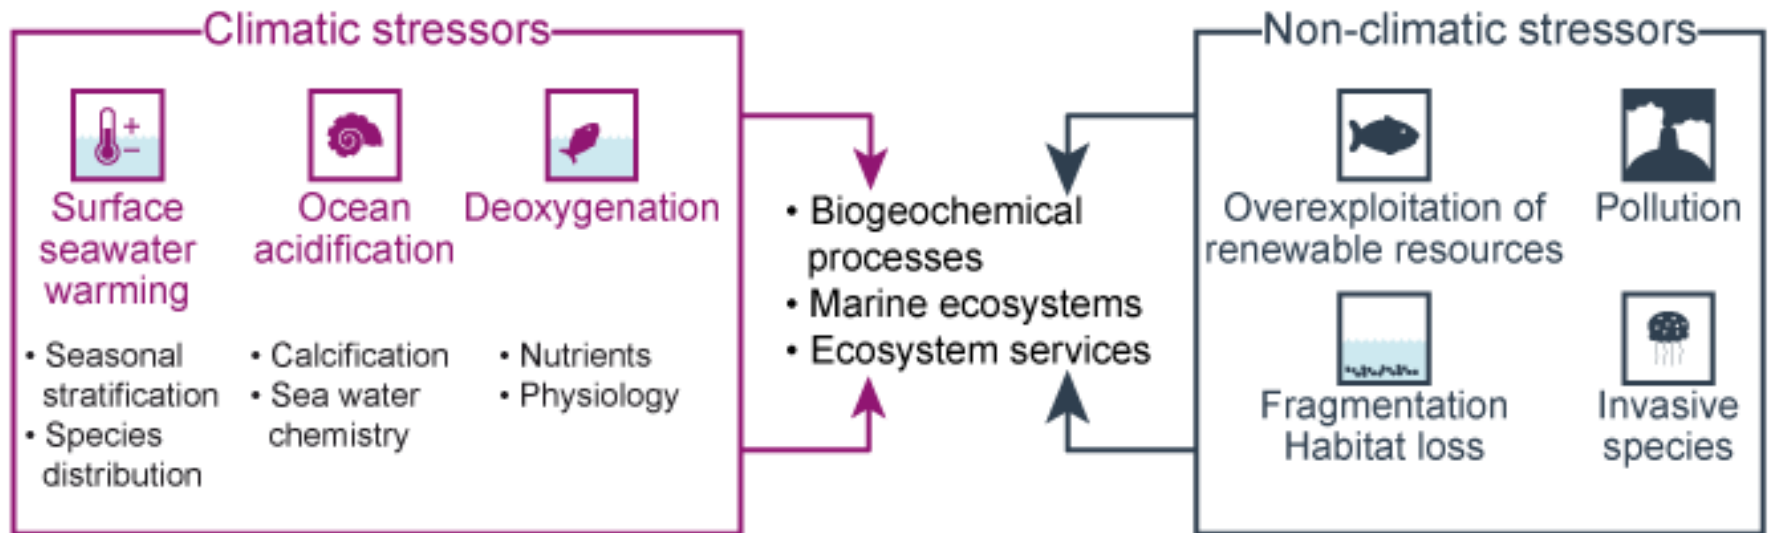 Climatic stressors
Surface
seawater
warming
• Seasonal
stratification
• Species
distribution
Ocean
acidification
• Calcification
• Sea water
chemistry
Deoxygenation
• Nutrients
• Physiology
• Biogeochemical
processes
• Marine ecosystems
• Ecosystem services
Non-climatic stressors
Overexploitation of
renewable resources
Pollution
Fragmentation
Habitat loss
Invasive
species